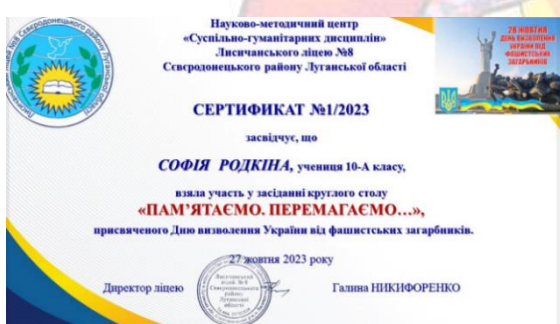 Науково-методичний центр
«Суспільно-гуманітарних дисциплін»
Лисичанського ліцею №8
Сєвєродонецького району Луганської області
28 ЖОВТНЯ
ДЕНЬ ВИЗВОЛЕННЯ
УКРАЇНИ ВІД
ФАШИСТСЬКИХ
ЗАГАРБНИКІВ
СЕРТИФИКАТ №1/2023
засвідчує, що
СОФІЯ РОДКІНА, учениця 10-А класу,
взяла участь у засіданні круглого столу
«ПАМ’ЯТАЄМО. ПЕРЕМАГАЄМО…»,
присвяченого Дню визволення України від фашистських загарбників.
27 жовтня 2023 року
Директор ліцею
Галина НИКИФОРЕНКО